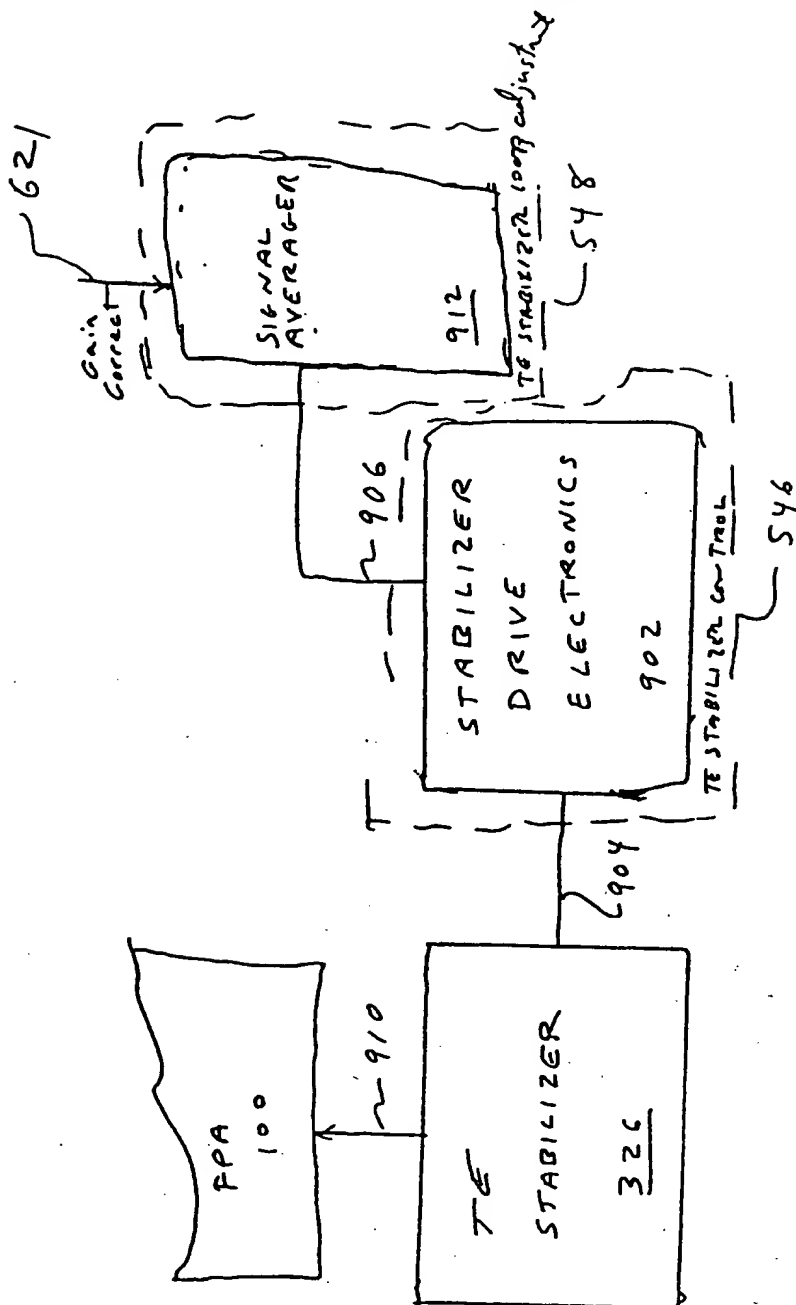 FPA
100
910
TE
STABILIZER
326
904
906
STABILIZER
DRIVE
ELECTRONICS
902
TE STABILIZER CONTROL
546
621
Gain
Correct
SIGNAL
AVERAGER
912
TE STABILIZER loop
548